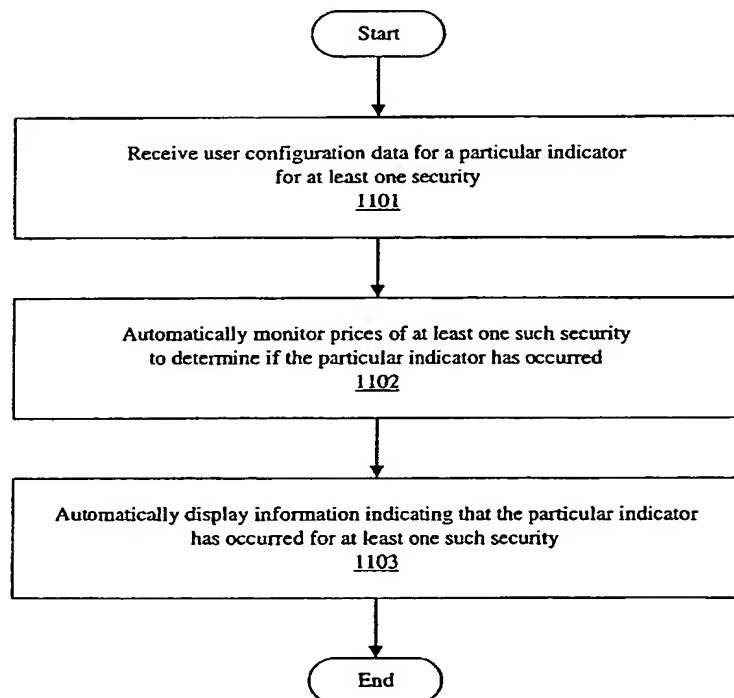 Start
Receive user configuration data for a particular indicator
for at least one security
1101
Automatically monitor prices of at least one such security
to determine if the particular indicator has occurred
1102
Automatically display information indicating that the particular indicator
has occurred for at least one such security
1103
End